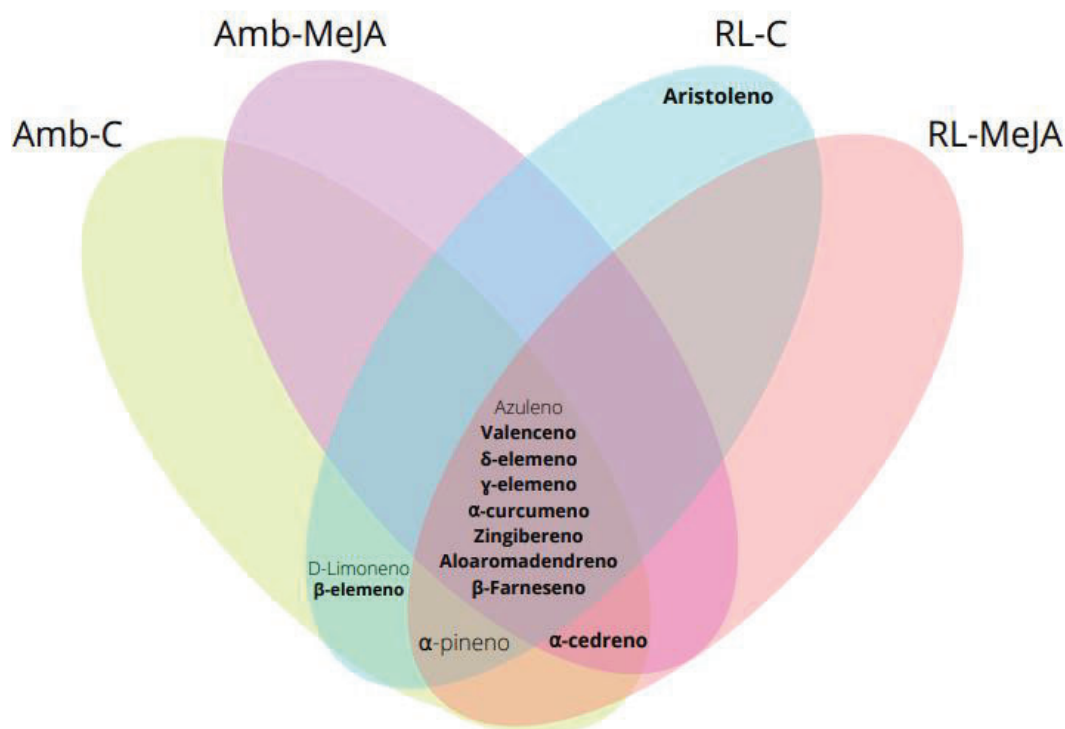 Amb-MeJA
RL-C
Amb-C
RL-MeJA
Aristoleno
Azuleno
Valenceno
δ-elemeno
ɣ-elemeno
α-curcumeno
Zingibereno
Aloaromadendreno
β-Farneseno
D-Limoneno
β-elemeno
α-pineno
α-cedreno